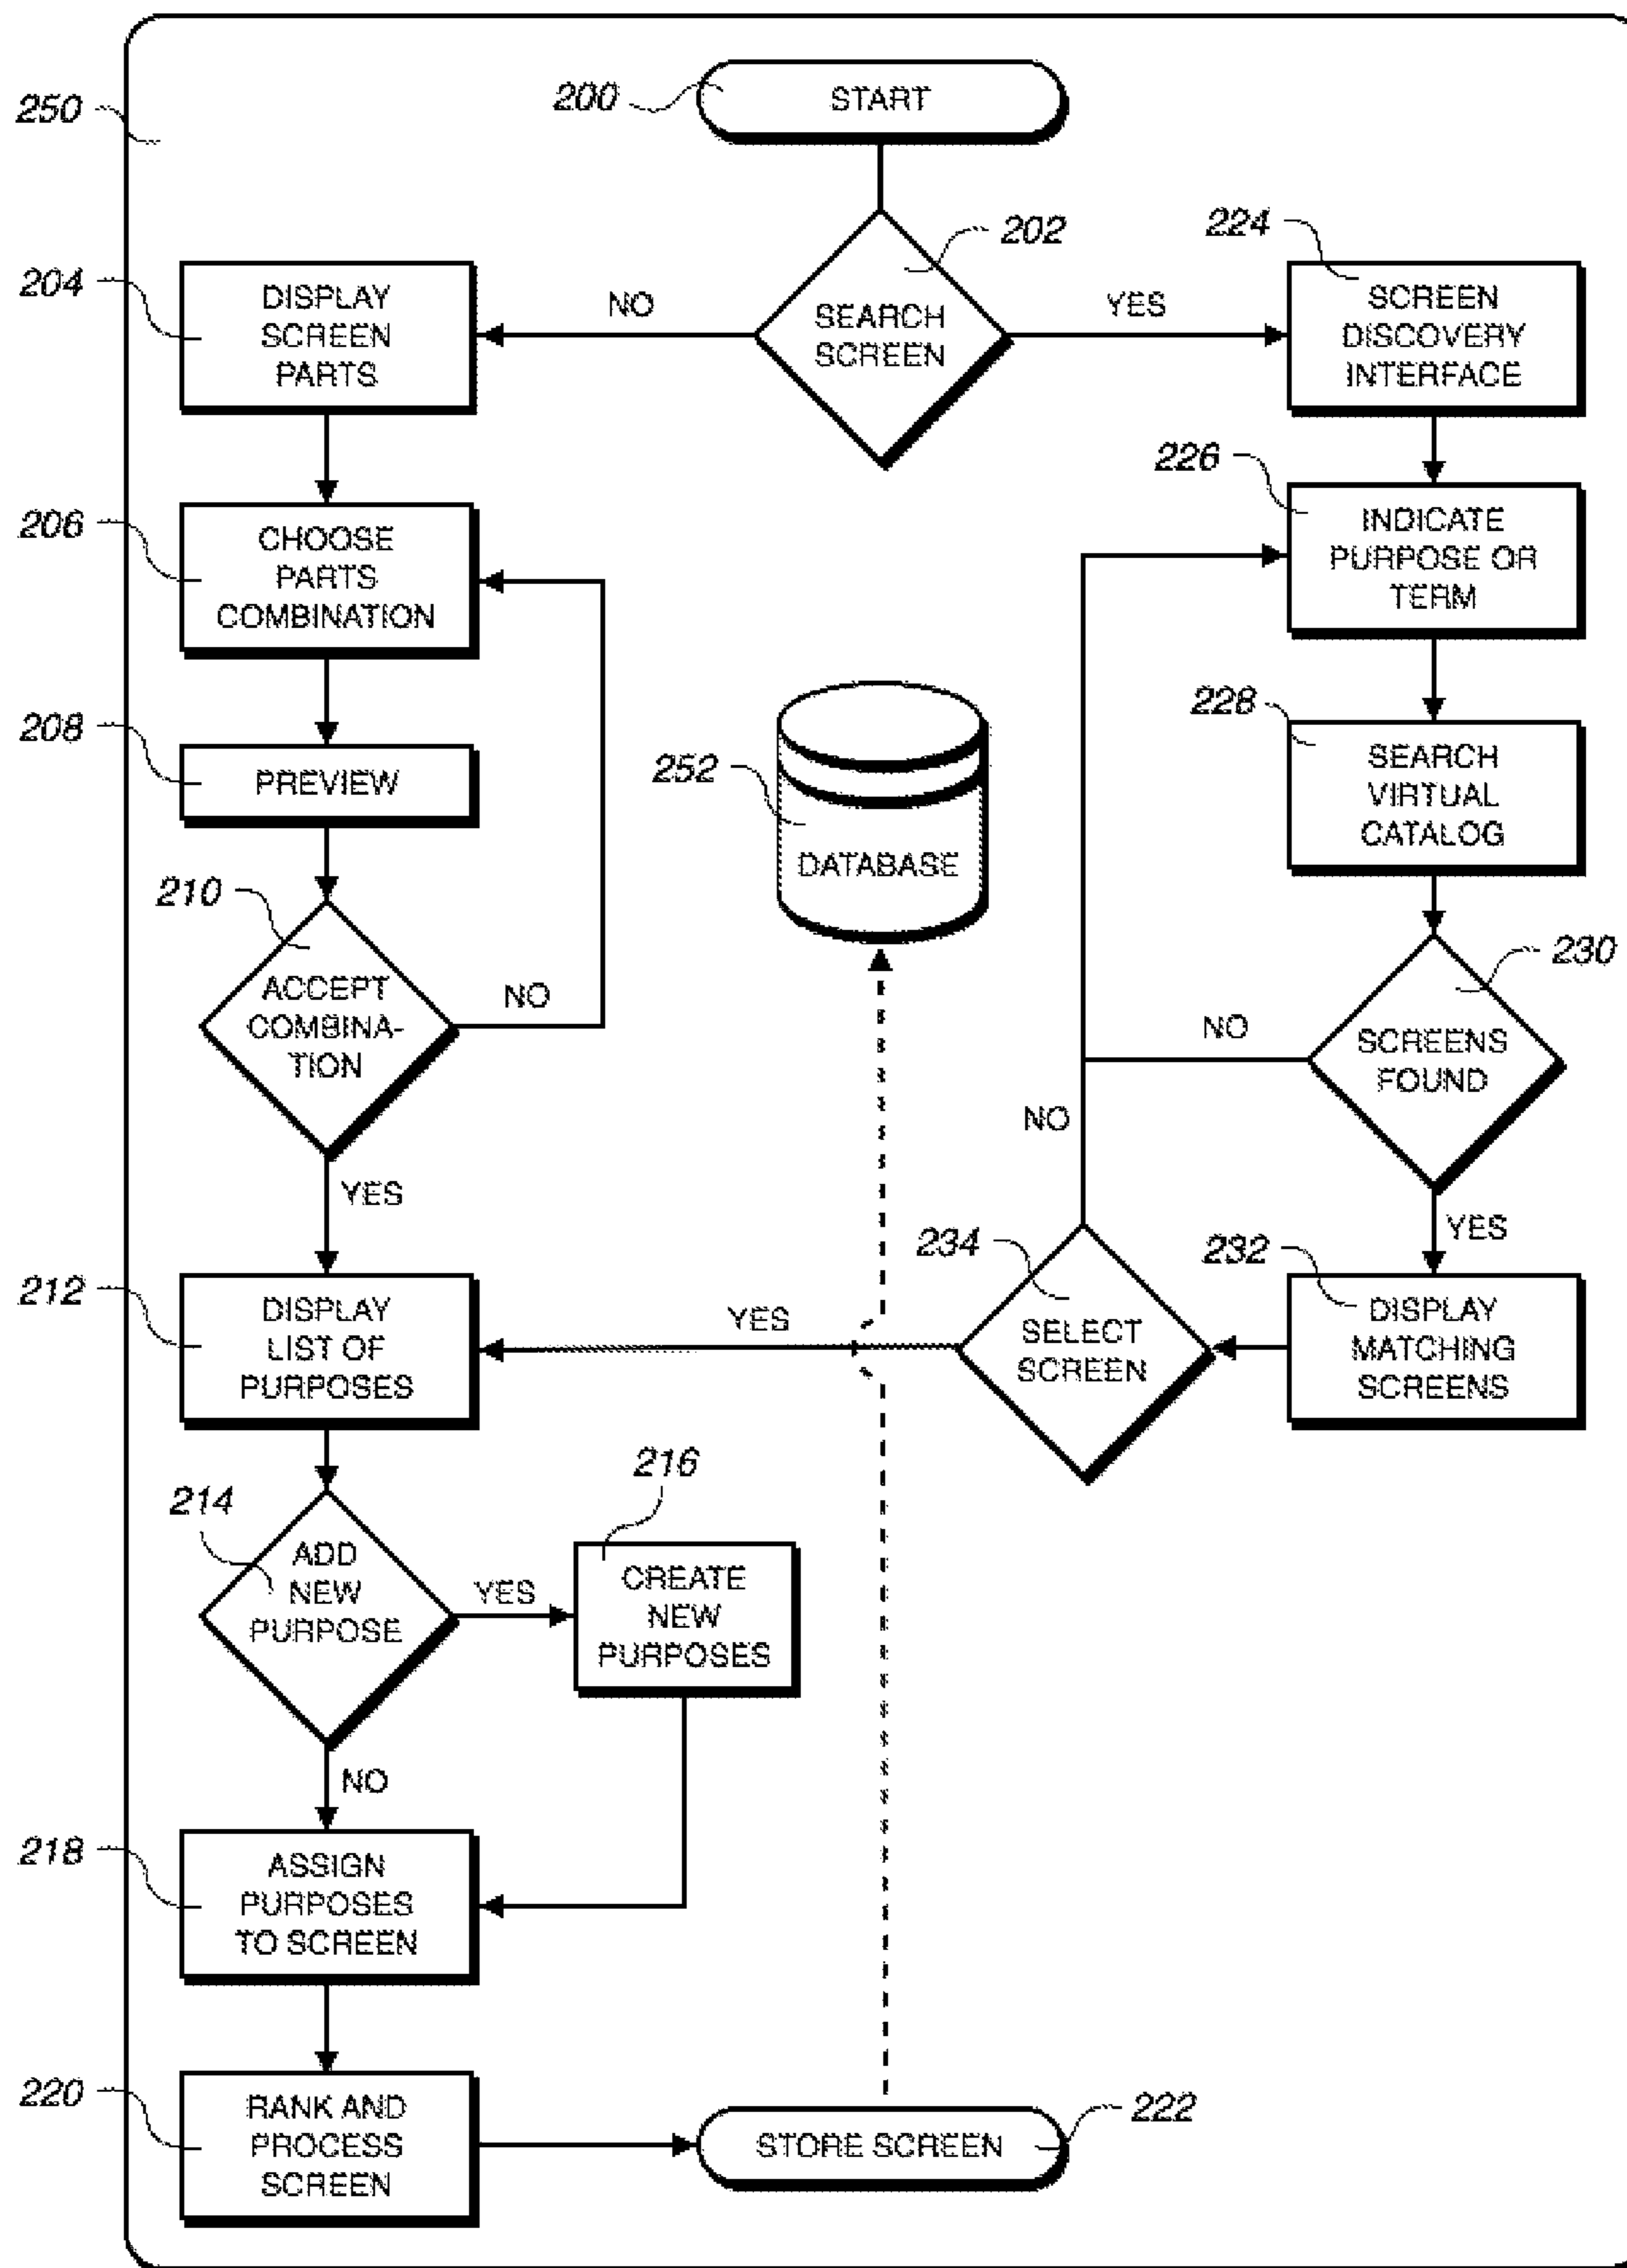 250
200
START
202
SEARCH
SCREEN
NO
YES
204
DISPLAY
SCREEN
PARTS
206
CHOOSE
PARTS
COMBINATION
208
PREVIEW
210
ACCEPT
COMBINA-
TION
NO
YES
224
SCREEN
DISCOVERY
INTERFACE
226
INDICATE
PURPOSE OR
TERM
228
SEARCH
VIRTUAL
CATALOG
230
SCREENS
FOUND
NO
YES
232
DISPLAY
MATCHING
SCREENS
234
SELECT
SCREEN
NO
YES
252
DATABASE
212
DISPLAY
LIST OF
PURPOSES
214
ADD
NEW
PURPOSE
YES
216
CREATE
NEW
PURPOSES
NO
218
ASSIGN
PURPOSES
TO SCREEN
220
RANK AND
PROCESS
SCREEN
STORE SCREEN
222